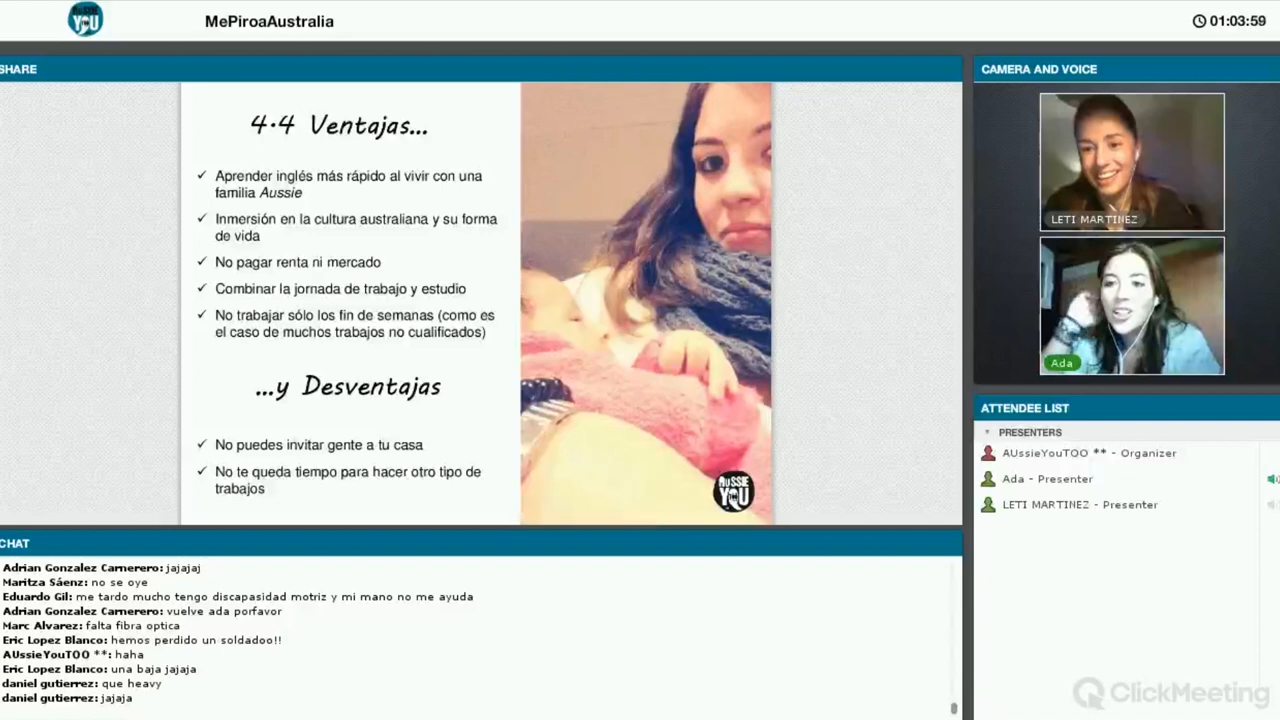 AUSSIE
YOU
TOO
MePiroaAustralia
01:03:59
SHARE
CAMERA AND VOICE
4.4 Ventajas...
✓ Aprender inglés más rápido al vivir con una
familia Aussie
✓ Inmersión en la cultura australiana y su forma
de vida
✓ No pagar renta ni mercado
✓ Combinar la jornada de trabajo y estudio
✓ No trabajar sólo los fin de semanas (como es
el caso de muchos trabajos no cualificados)
...y Desventajas
✓ No puedes invitar gente a tu casa
✓ No te queda tiempo para hacer otro tipo de
trabajos
AUSSIE
YOU
LETI MARTINEZ
Ada
ATTENDEE LIST
PRESENTERS
AUssieYouTOO ** - Organizer
Ada - Presenter
LETI MARTINEZ - Presenter
CHAT
Adrian Gonzalez Carnerero: jajajaj
Maritza Sáenz: no se oye
Eduardo Gil: me tardo mucho tengo discapasidad motriz y mi mano no me ayuda
Adrian Gonzalez Carnerero: vuelve ada porfavor
Marc Alvarez: falta fibra optica
Eric Lopez Blanco: hemos perdido un soldadoo!!
AUssieYouTOO **: haha
Eric Lopez Blanco: una baja jajaja
daniel gutierrez: que heavy
daniel gutierrez: jajaja
ClickMeeting